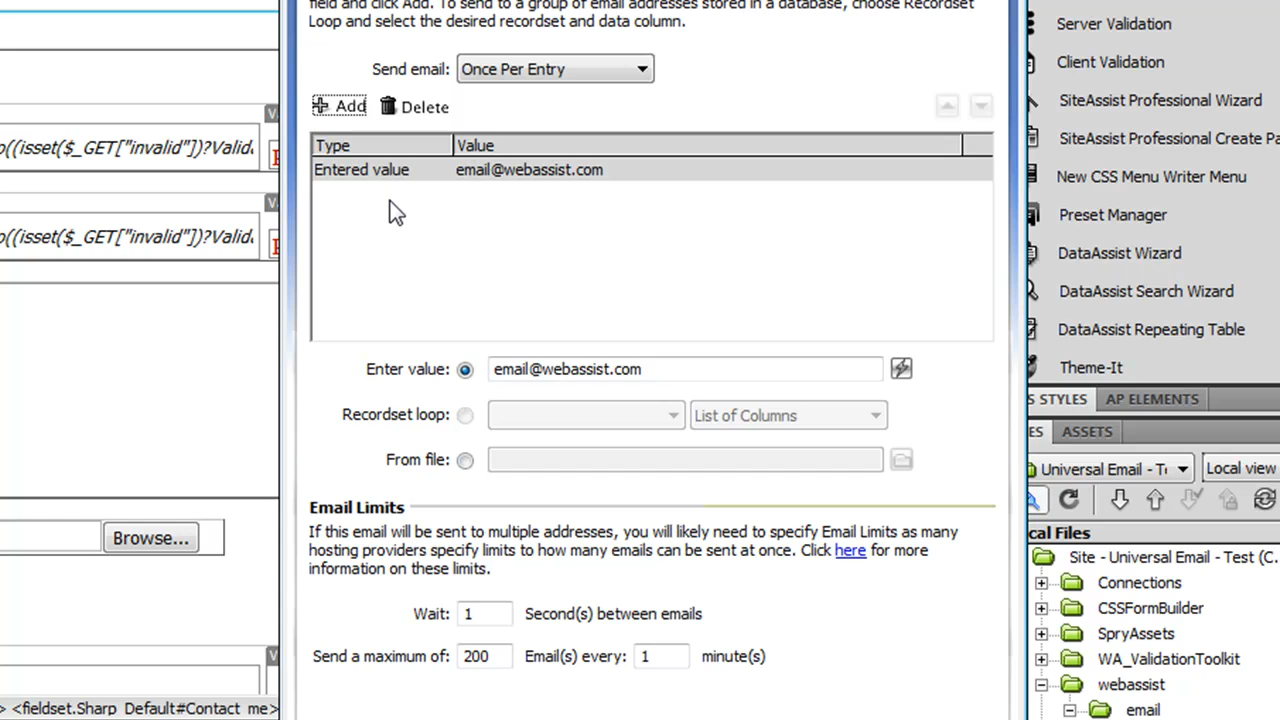 field and click Add. To send to a group of email addresses stored in a database, choose Recordset
Loop and select the desired recordset and data column.
Send email: Once Per Entry
Add Delete
Type Value
Entered value email@webassist.com
Enter value: email@webassist.com
Recordset loop: List of Columns
From file:
Email Limits
If this email will be sent to multiple addresses, you will likely need to specify Email Limits as many
hosting providers specify limits to how many emails can be sent at once. Click here for more
information on these limits.
Wait: 1 Second(s) between emails
Send a maximum of: 200 Email(s) every: 1 minute(s)
o((isset($_GET["invalid"])?Valida
o((isset($_GET["invalid"])?Valida
Browse...
> <fieldset.Sharp_Default#Contact_me>
Server Validation
Client Validation
SiteAssist Professional Wizard
SiteAssist Professional Create Pa
New CSS Menu Writer Menu
Preset Manager
DataAssist Wizard
DataAssist Search Wizard
DataAssist Repeating Table
Theme-It
S STYLES AP ELEMENTS
ES ASSETS
Universal Email - Te Local view
cal Files
Site - Universal Email - Test (C.
Connections
CSSFormBuilder
SpryAssets
WA_ValidationToolkit
webassist
email